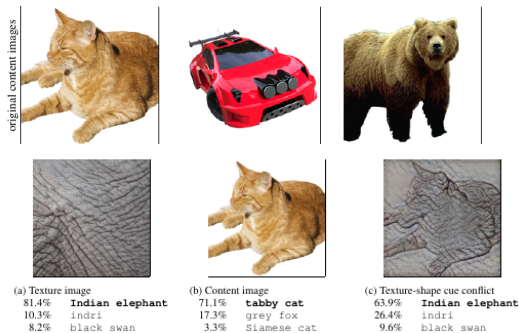 original content images
(a) Texture image
81.4% Indian elephant
10.3% indri
8.2% black swan
(b) Content image
71.1% tabby cat
17.3% grey fox
3.3% Siamese cat
(c) Texture-shape cue conflict
63.9% Indian elephant
26.4% indri
9.6% black swan